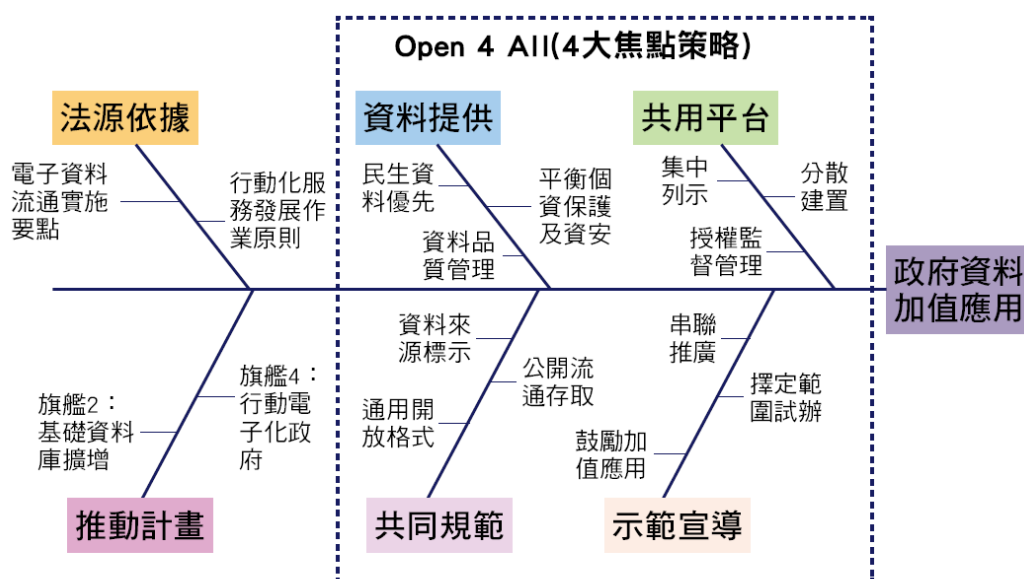 Open 4 All(4大焦點策略)
法源依據
電子資料
流通實施
要點
行動化服
務發展作
業原則
資料提供
民生資
料優先
平衡個
資保護
及資安
資料品
質管理
共用平台
集中
列示
分散
建置
授權監
督管理
政府資料
加值應用
旗艦2：
基礎資料
庫擴增
旗艦4：
行動電
子化政
府
推動計畫
資料來
源標示
公開流
通存取
通用開
放格式
共同規範
串聯
推廣
擇定範
圍試辦
鼓勵加
值應用
示範宣導